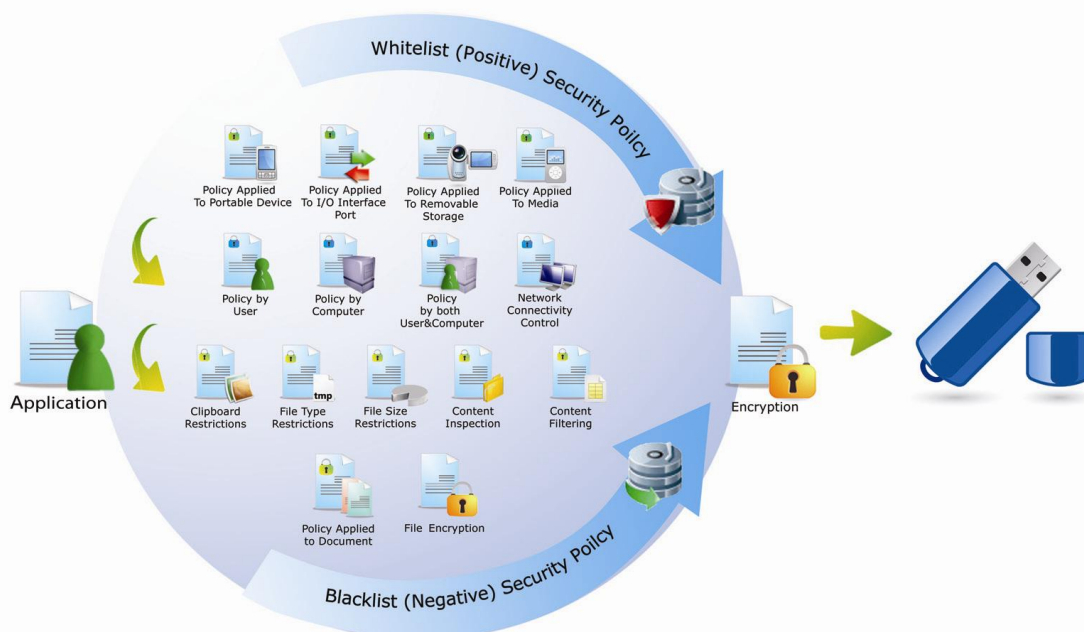 Whitelist (Positive) Security Poilcy
Policy Applied
To Portable Device
Policy Applied
To I/O Interface
Port
Policy Applied
To Removable
Storage
Policy Applied
To Media
Policy by
User
Policy by
Computer
Policy
by both
User&Computer
Network
Connectivity
Control
Application
Clipboard
Restrictions
File Type
Restrictions
tmp
File Size
Restrictions
Content
Inspection
Content
Filtering
Encryption
Policy Applied
to Document
File Encryption
Blacklist (Negative) Security Poilcy